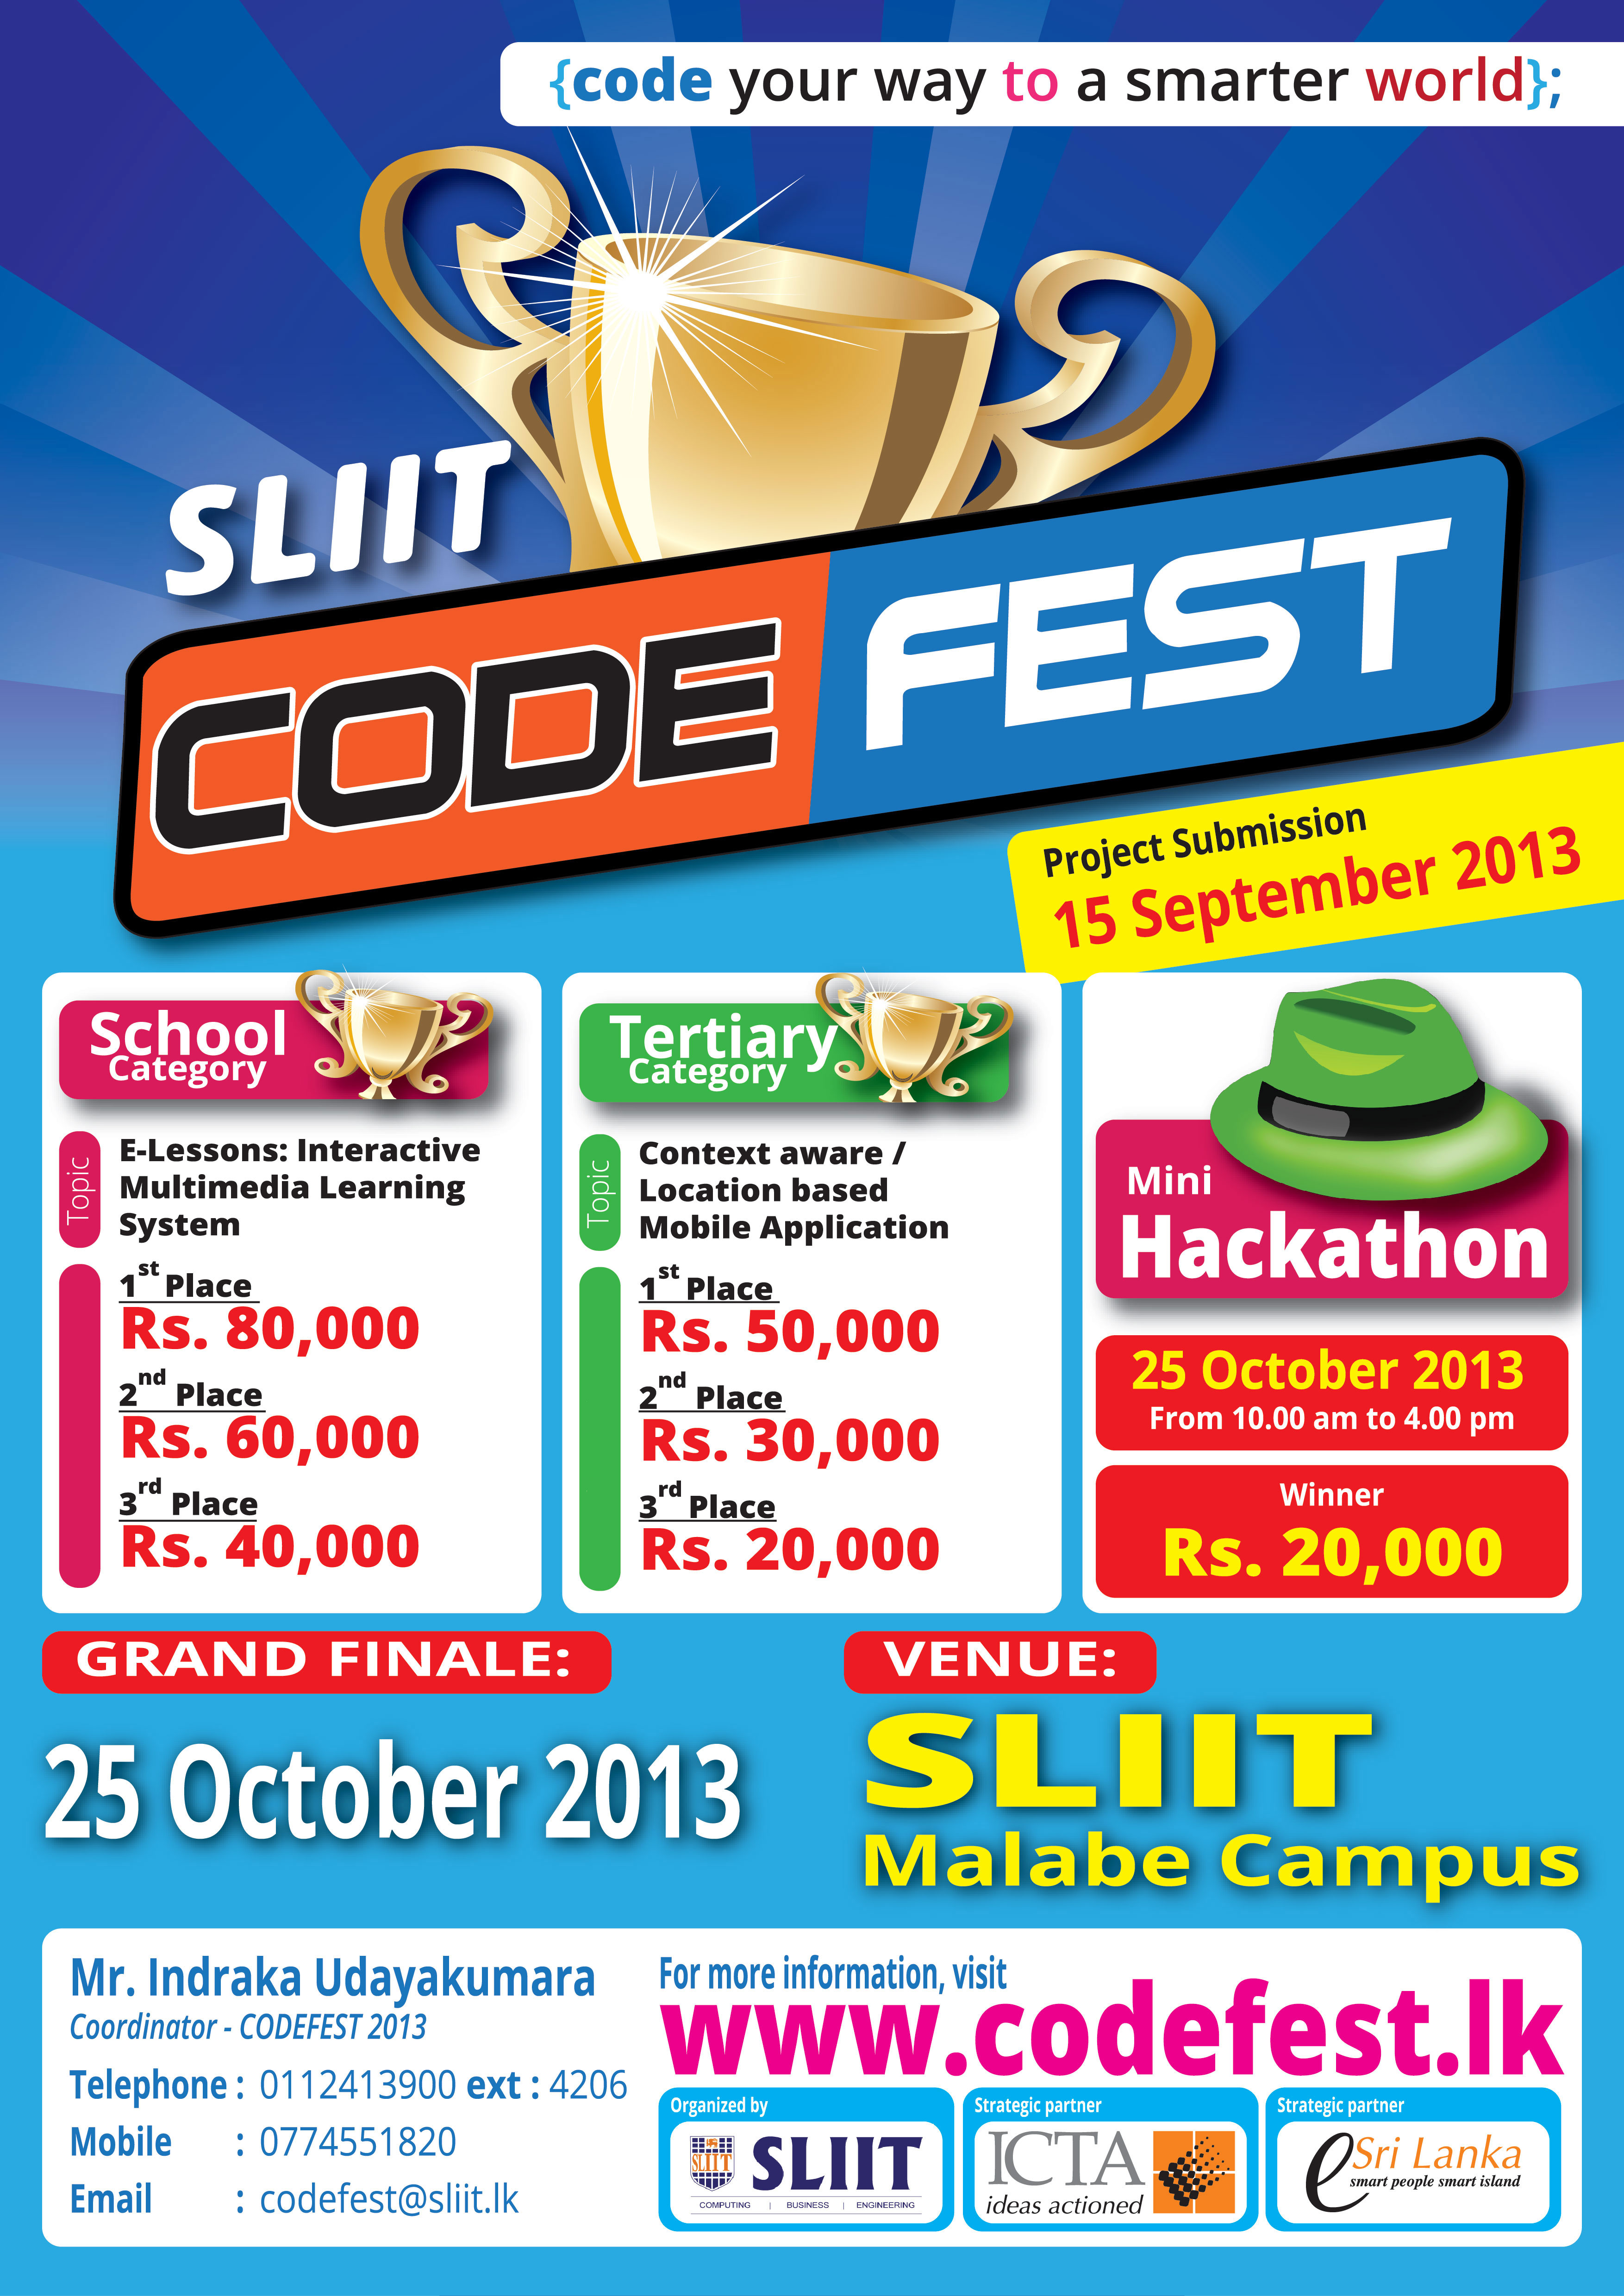 {code your way to a smarter world};
SLIIT
CODE FEST
Project Submission
15 September 2013
School
Category
Topic
E-Lessons: Interactive
Multimedia Learning
System
1st Place
Rs. 80,000
2nd Place
Rs. 60,000
3rd Place
Rs. 40,000
Tertiary
Category
Topic
Context aware /
Location based
Mobile Application
1st Place
Rs. 50,000
2nd Place
Rs. 30,000
3rd Place
Rs. 20,000
Mini
Hackathon
25 October 2013
From 10.00 am to 4.00 pm
Winner
Rs. 20,000
GRAND FINALE:
25 October 2013
VENUE:
SLIIT
Malabe Campus
Mr. Indraka Udayakumara
Coordinator - CODEFEST 2013
Telephone : 0112413900 ext : 4206
Mobile : 0774551820
Email : codefest@sliit.lk
For more information, visit
www.codefest.lk
Organized by
SLIIT
SLIIT
COMPUTING | BUSINESS | ENGINEERING
Strategic partner
ICTA
ideas actioned
Strategic partner
eSri Lanka
smart people smart island